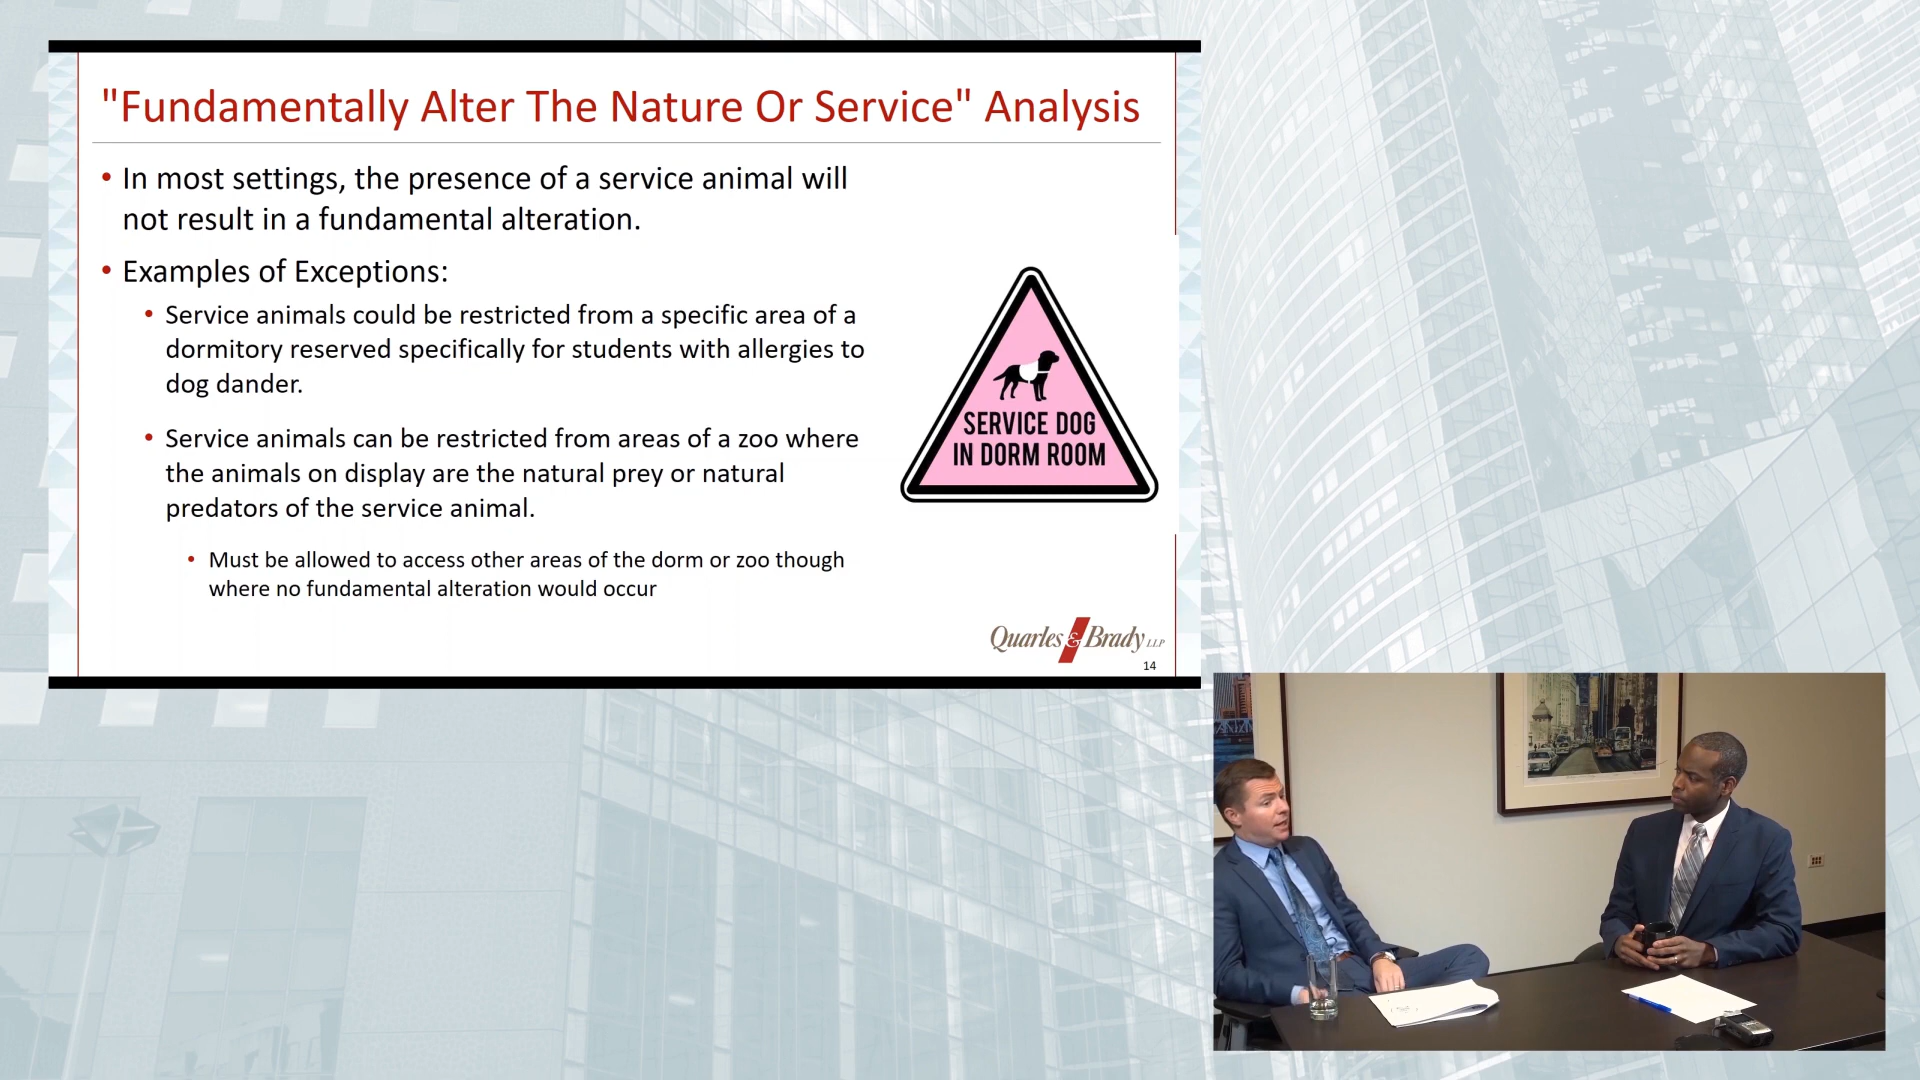 "Fundamentally Alter The Nature Or Service" Analysis
• In most settings, the presence of a service animal will
not result in a fundamental alteration.
• Examples of Exceptions:
• Service animals could be restricted from a specific area of a
dormitory reserved specifically for students with allergies to
dog dander.
• Service animals can be restricted from areas of a zoo where
the animals on display are the natural prey or natural
predators of the service animal.
• Must be allowed to access other areas of the dorm or zoo though
where no fundamental alteration would occur
SERVICE DOG
IN DORM ROOM
Quarles & Brady LLP
14